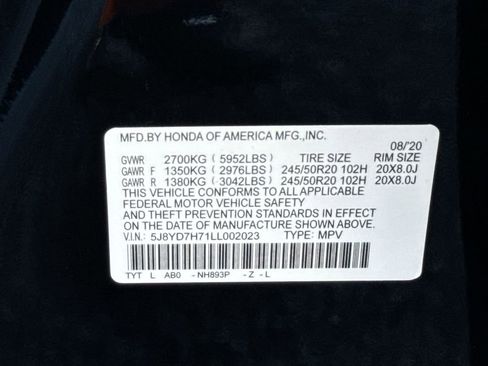 MFD.BY HONDA OF AMERICA MFG.,INC. 08/'20
GVWR 2700KG (5952LBS) TIRE SIZE RIM SIZE
GAWR F 1350KG (2976LBS) 245/50R20 102H 20X8.0J
GAWR R 1380KG (3042LBS) 245/50R20 102H 20X8.0J
THIS VEHICLE CONFORMS TO ALL APPLICABLE
FEDERAL MOTOR VEHICLE SAFETY
AND THEFT PREVENTION STANDARDS IN EFFECT
ON THE DATE OF MANUFACTURE SHOWN ABOVE.
V.I.N.: 5J8YD7H71LL002023 TYPE: MPV
TYT L AB0 -NH893P -Z -L